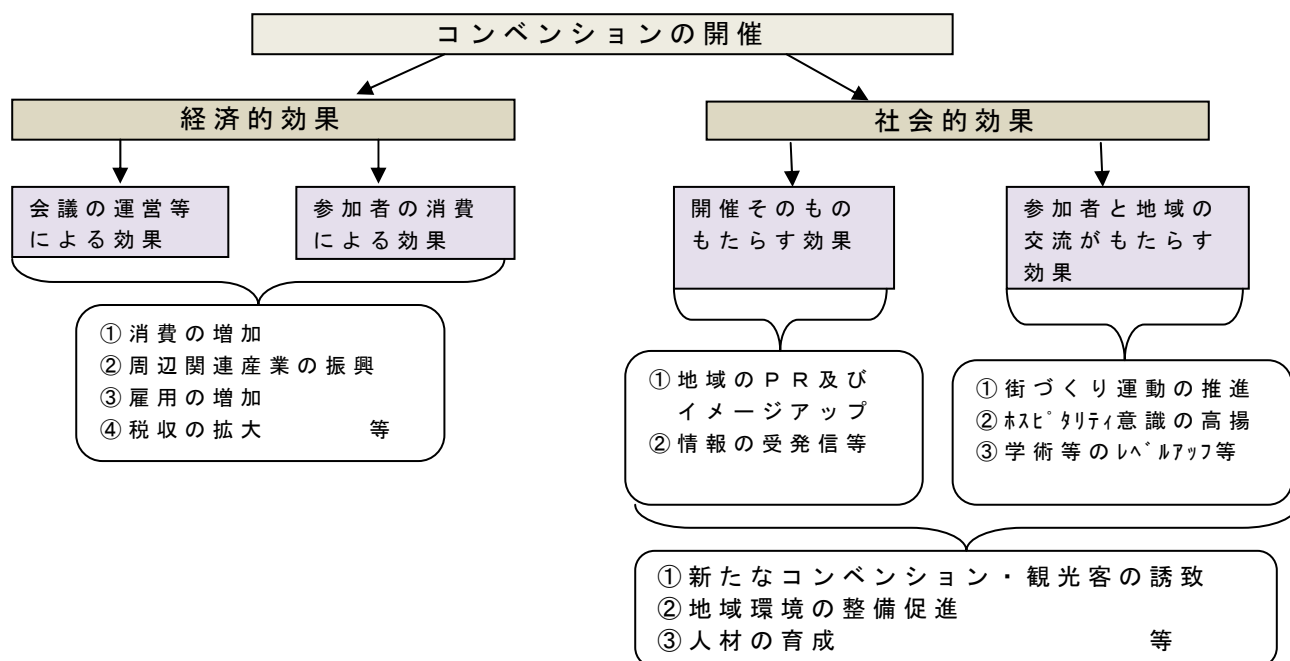 コンベンションの開催
経済的効果
社会的効果
会議の運営等
による効果
参加者の消費
による効果
開催そのもの
もたらす効果
参加者と地域の
交流がもたらす
効果
①消費の増加
②周辺関連産業の振興
③雇用の増加
④税収の拡大　　　等
①地域のＰＲ及び
イメージアップ
②情報の受発信等
①街づくり運動の推進
②ﾎｽﾋﾟﾀﾘﾃｨ意識の高揚
③学術等のﾚﾍﾞﾙｱｯﾌﾟ等
①新たなコンベンション・観光客の誘致
②地域環境の整備促進
③人材の育成　　　　　　　　等